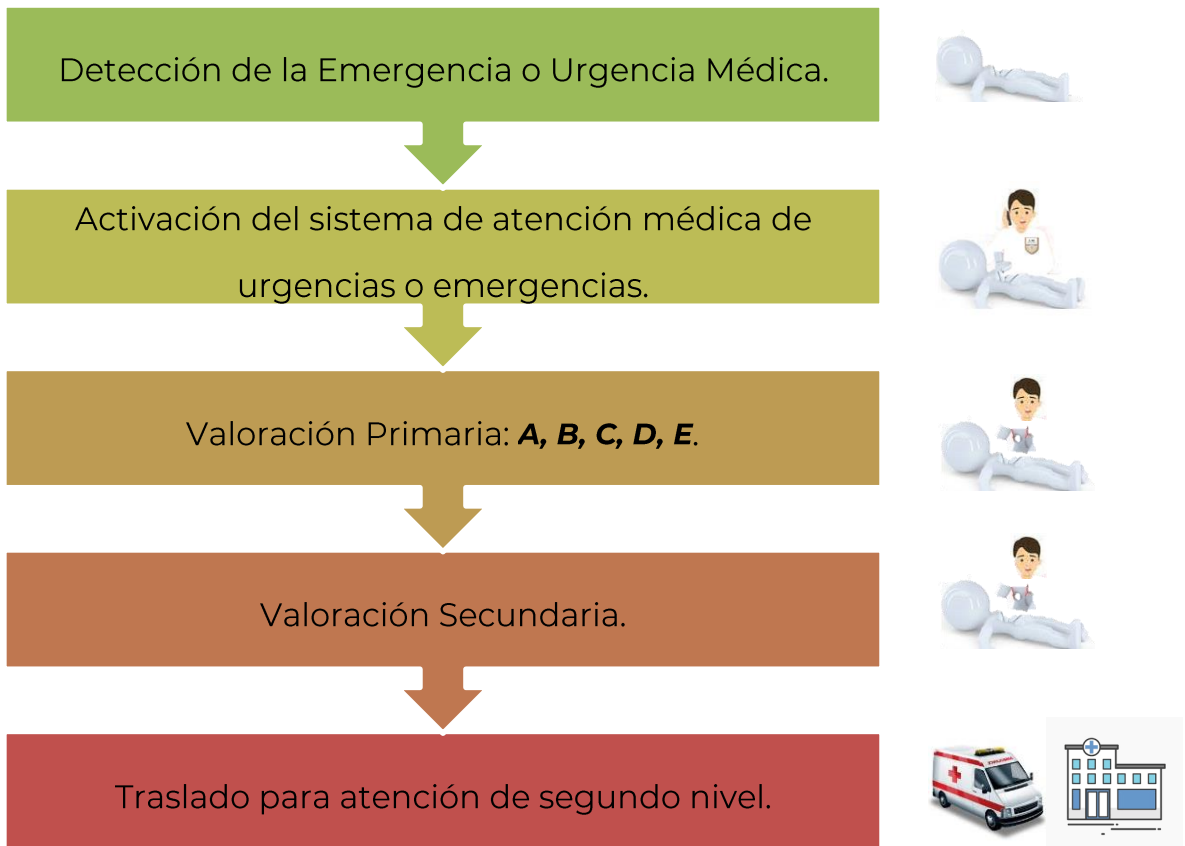 Detección de la Emergencia o Urgencia Médica.
Activación del sistema de atención médica de
urgencias o emergencias.
Valoración Primaria: A, B, C, D, E.
Valoración Secundaria.
Traslado para atención de segundo nivel.